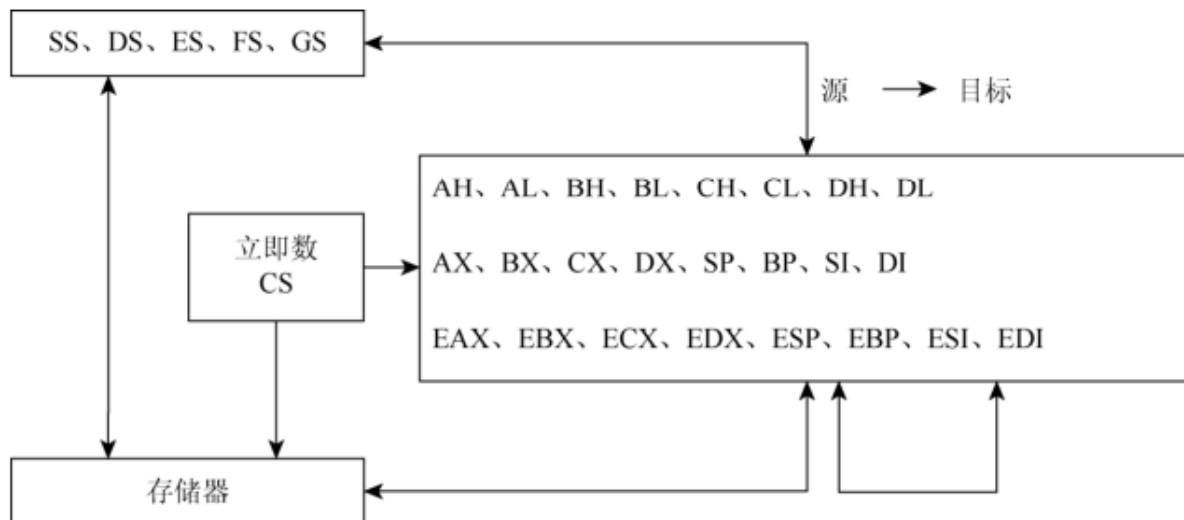 SS、DS、ES、FS、GS
源 → 目标
AH、AL、BH、BL、CH、CL、DH、DL
立即数
CS
AX、BX、CX、DX、SP、BP、SI、DI
EAX、EBX、ECX、EDX、ESP、EBP、ESI、EDI
存储器